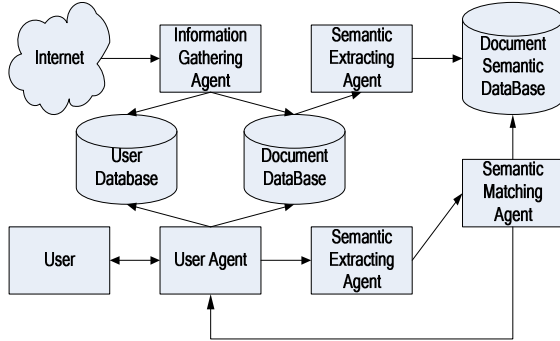 Internet
Information
Gathering
Agent
Semantic
Extracting
Agent
Document
Semantic
DataBase
User
Database
Document
DataBase
Semantic
Matching
Agent
User
User Agent
Semantic
Extracting
Agent